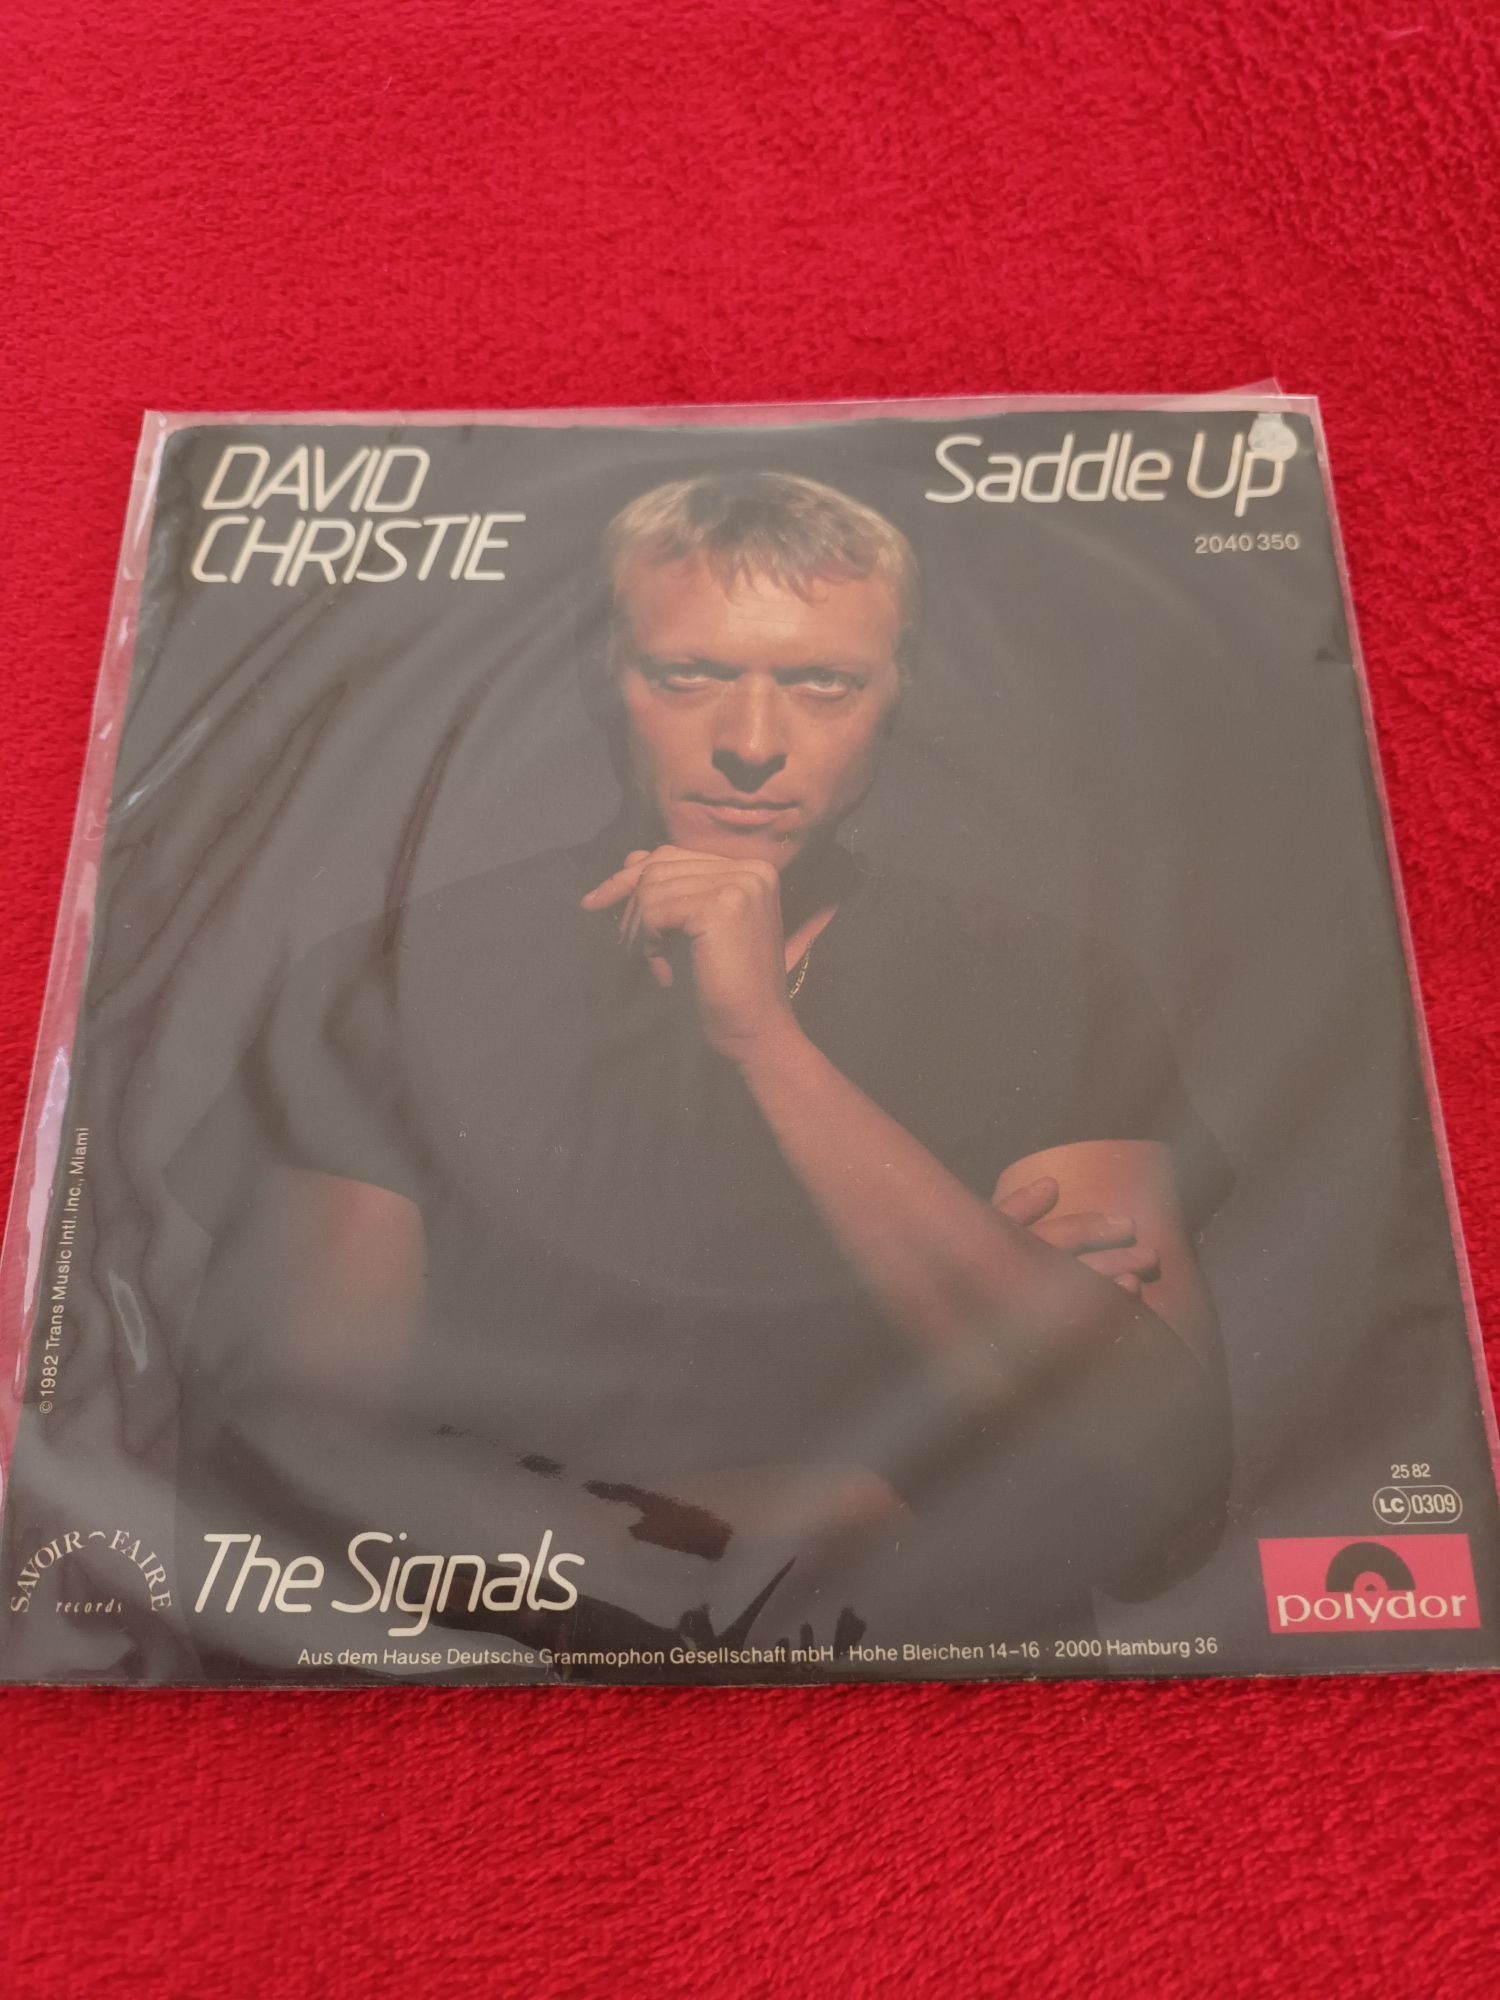 DAVID
CHRISTIE
Saddle Up
2040 350
© 1982 Trans Music Intl. Inc., Miami
25 82
LC 0309
SAVOIR FAIRE
records
The Signals
polydor
Aus dem Hause Deutsche Grammophon Gesellschaft mbH · Hohe Bleichen 14–16 · 2000 Hamburg 36